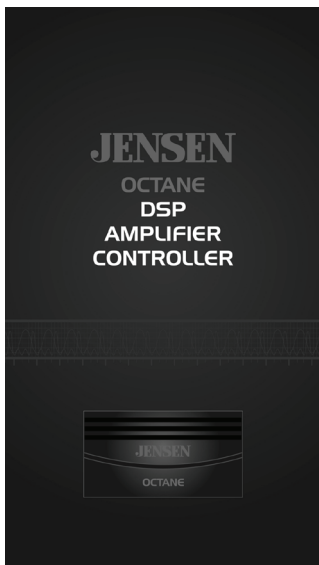 JENSEN
OCTANE
DSP
AMPLIFIER
CONTROLLER
JENSEN
OCTANE